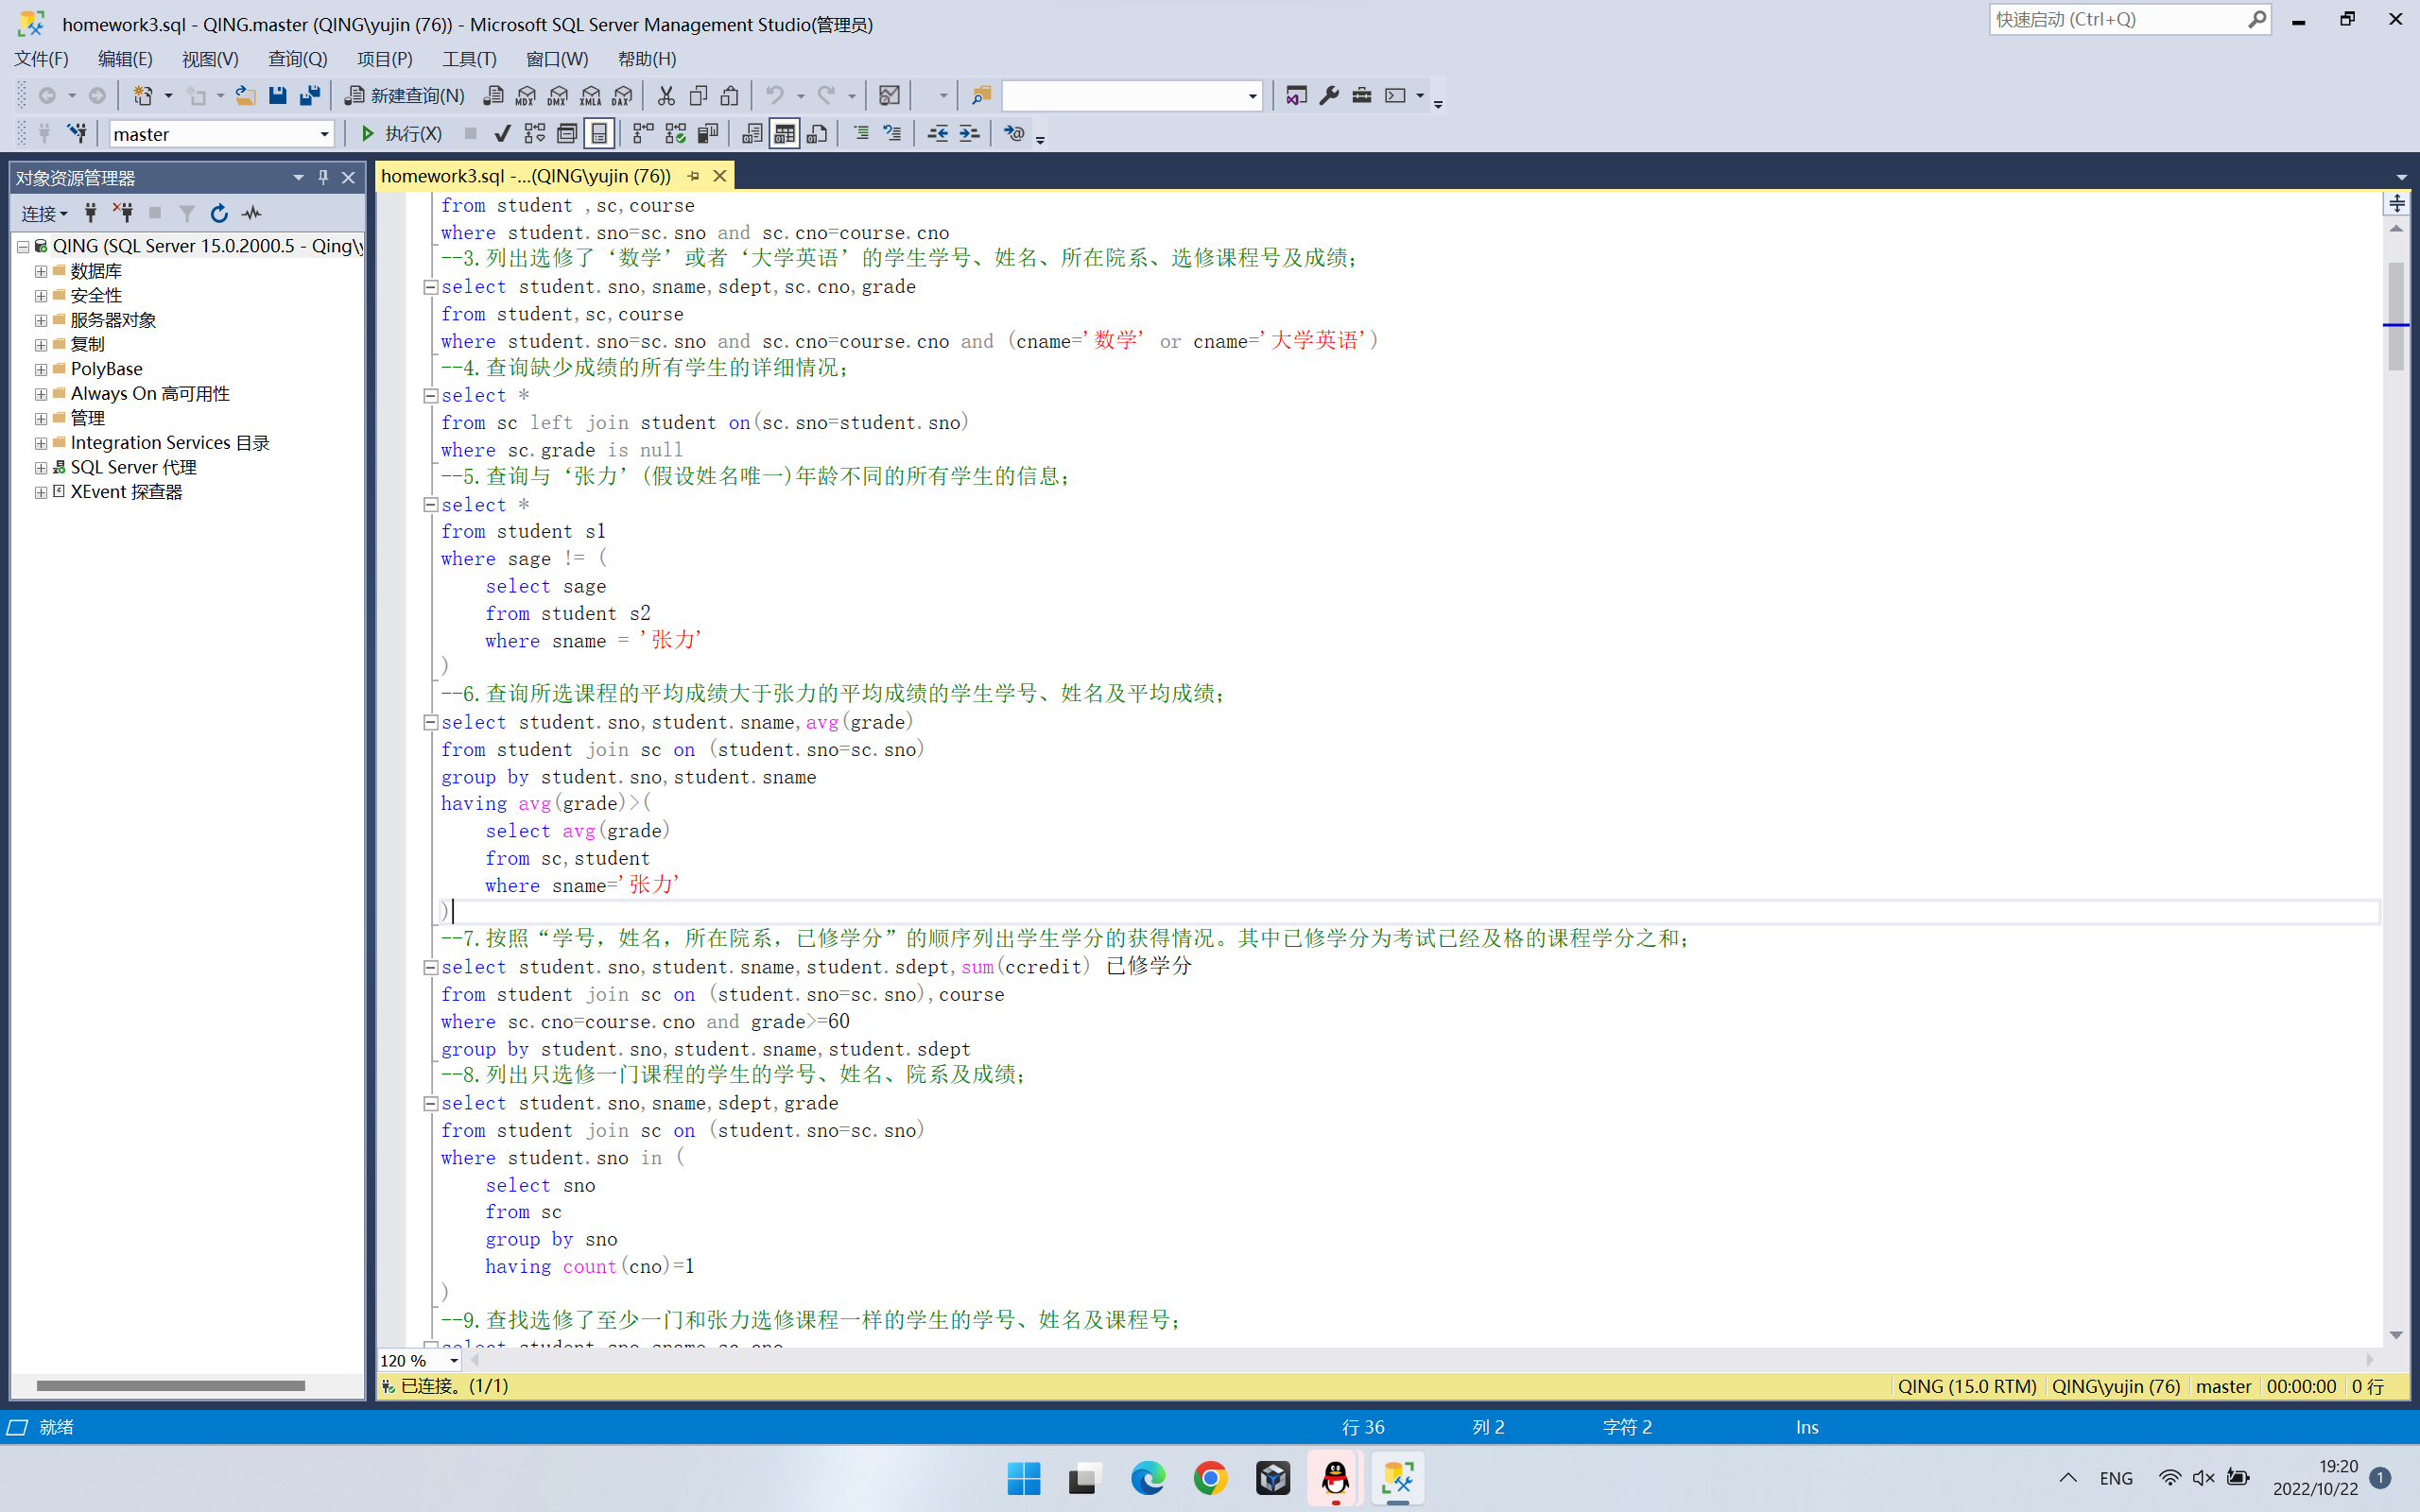 homework3.sql - QING.master (QING\yujin (76)) - Microsoft SQL Server Management Studio(管理员)
快速启动 (Ctrl+Q)
文件(F) 编辑(E) 视图(V) 查询(Q) 项目(P) 工具(T) 窗口(W) 帮助(H)
新建查询(N) MDX DMX XMLA DAX
master 执行(X)
对象资源管理器
homework3.sql -...(QING\yujin (76))
连接
QING (SQL Server 15.0.2000.5 - Qing\y
数据库
安全性
服务器对象
复制
PolyBase
Always On 高可用性
管理
Integration Services 目录
SQL Server 代理
XEvent 探查器
from student ,sc,course
where student.sno=sc.sno and sc.cno=course.cno
--3.列出选修了‘数学’或者‘大学英语’的学生学号、姓名、所在院系、选修课程号及成绩；
select student.sno,sname,sdept,sc.cno,grade
from student,sc,course
where student.sno=sc.sno and sc.cno=course.cno and (cname='数学' or cname='大学英语')
--4.查询缺少成绩的所有学生的详细情况；
select *
from sc left join student on(sc.sno=student.sno)
where sc.grade is null
--5.查询与‘张力’(假设姓名唯一)年龄不同的所有学生的信息；
select *
from student s1
where sage != (
select sage
from student s2
where sname = '张力'
)
--6.查询所选课程的平均成绩大于张力的平均成绩的学生学号、姓名及平均成绩；
select student.sno,student.sname,avg(grade)
from student join sc on (student.sno=sc.sno)
group by student.sno,student.sname
having avg(grade)>(
select avg(grade)
from sc,student
where sname='张力'
)
--7.按照“学号，姓名，所在院系，已修学分”的顺序列出学生学分的获得情况。其中已修学分为考试已经及格的课程学分之和；
select student.sno,student.sname,student.sdept,sum(ccredit) 已修学分
from student join sc on (student.sno=sc.sno),course
where sc.cno=course.cno and grade>=60
group by student.sno,student.sname,student.sdept
--8.列出只选修一门课程的学生的学号、姓名、院系及成绩；
select student.sno,sname,sdept,grade
from student join sc on (student.sno=sc.sno)
where student.sno in (
select sno
from sc
group by sno
having count(cno)=1
)
--9.查找选修了至少一门和张力选修课程一样的学生的学号、姓名及课程号；
select student.sno,sname,sc.cno
120 %
已连接。(1/1) QING (15.0 RTM) QING\yujin (76) master 00:00:00 0 行
就绪 行 36 列 2 字符 2 Ins
ENG 19:20
2022/10/22 1